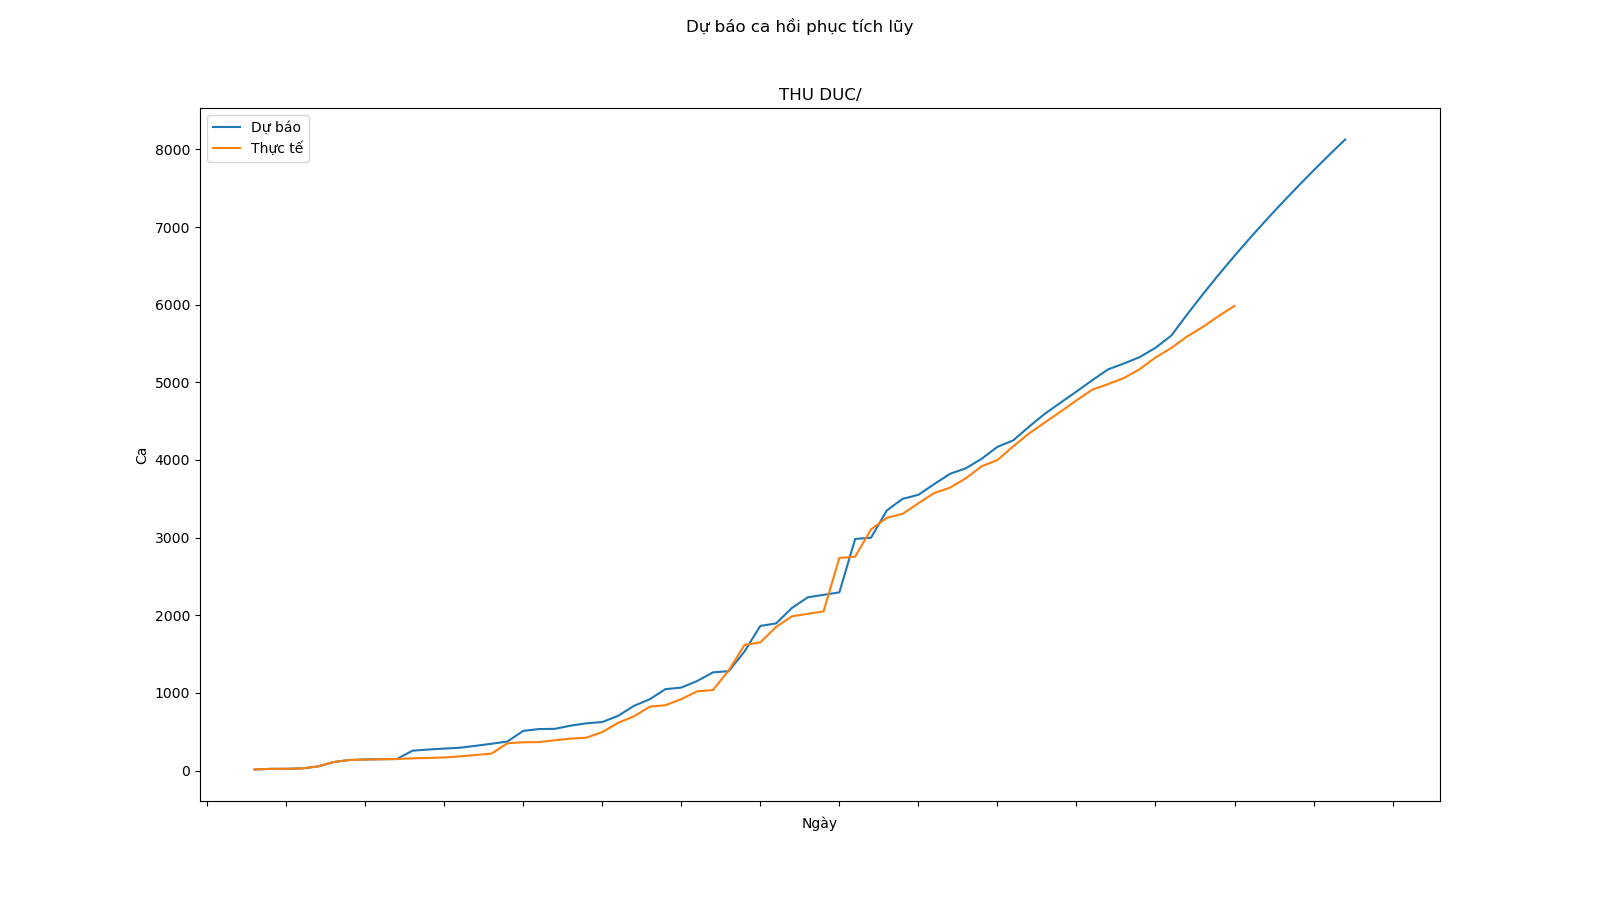 Dự báo ca hồi phục tích lũy
THU DUC/
Dự báo
Thực tế
8000
7000
6000
5000
4000
3000
2000
1000
0
Ca
Ngày